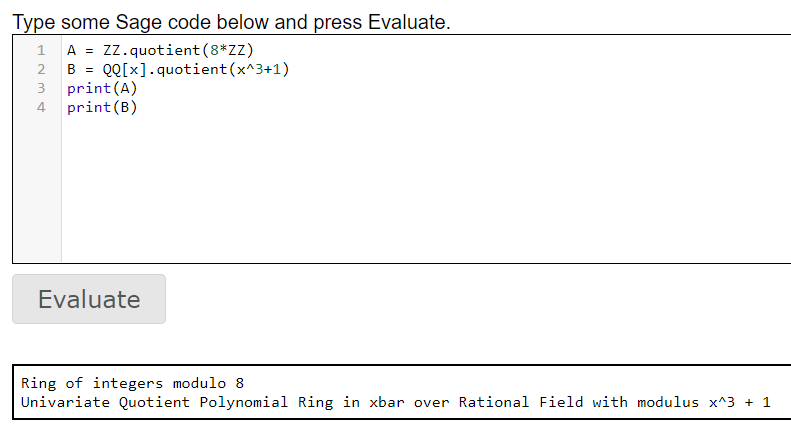 Type some Sage code below and press Evaluate.
1 A = ZZ.quotient(8*ZZ)
2 B = QQ[x].quotient(x^3+1)
3 print(A)
4 print(B)
Evaluate
Ring of integers modulo 8
Univariate Quotient Polynomial Ring in xbar over Rational Field with modulus x^3 + 1